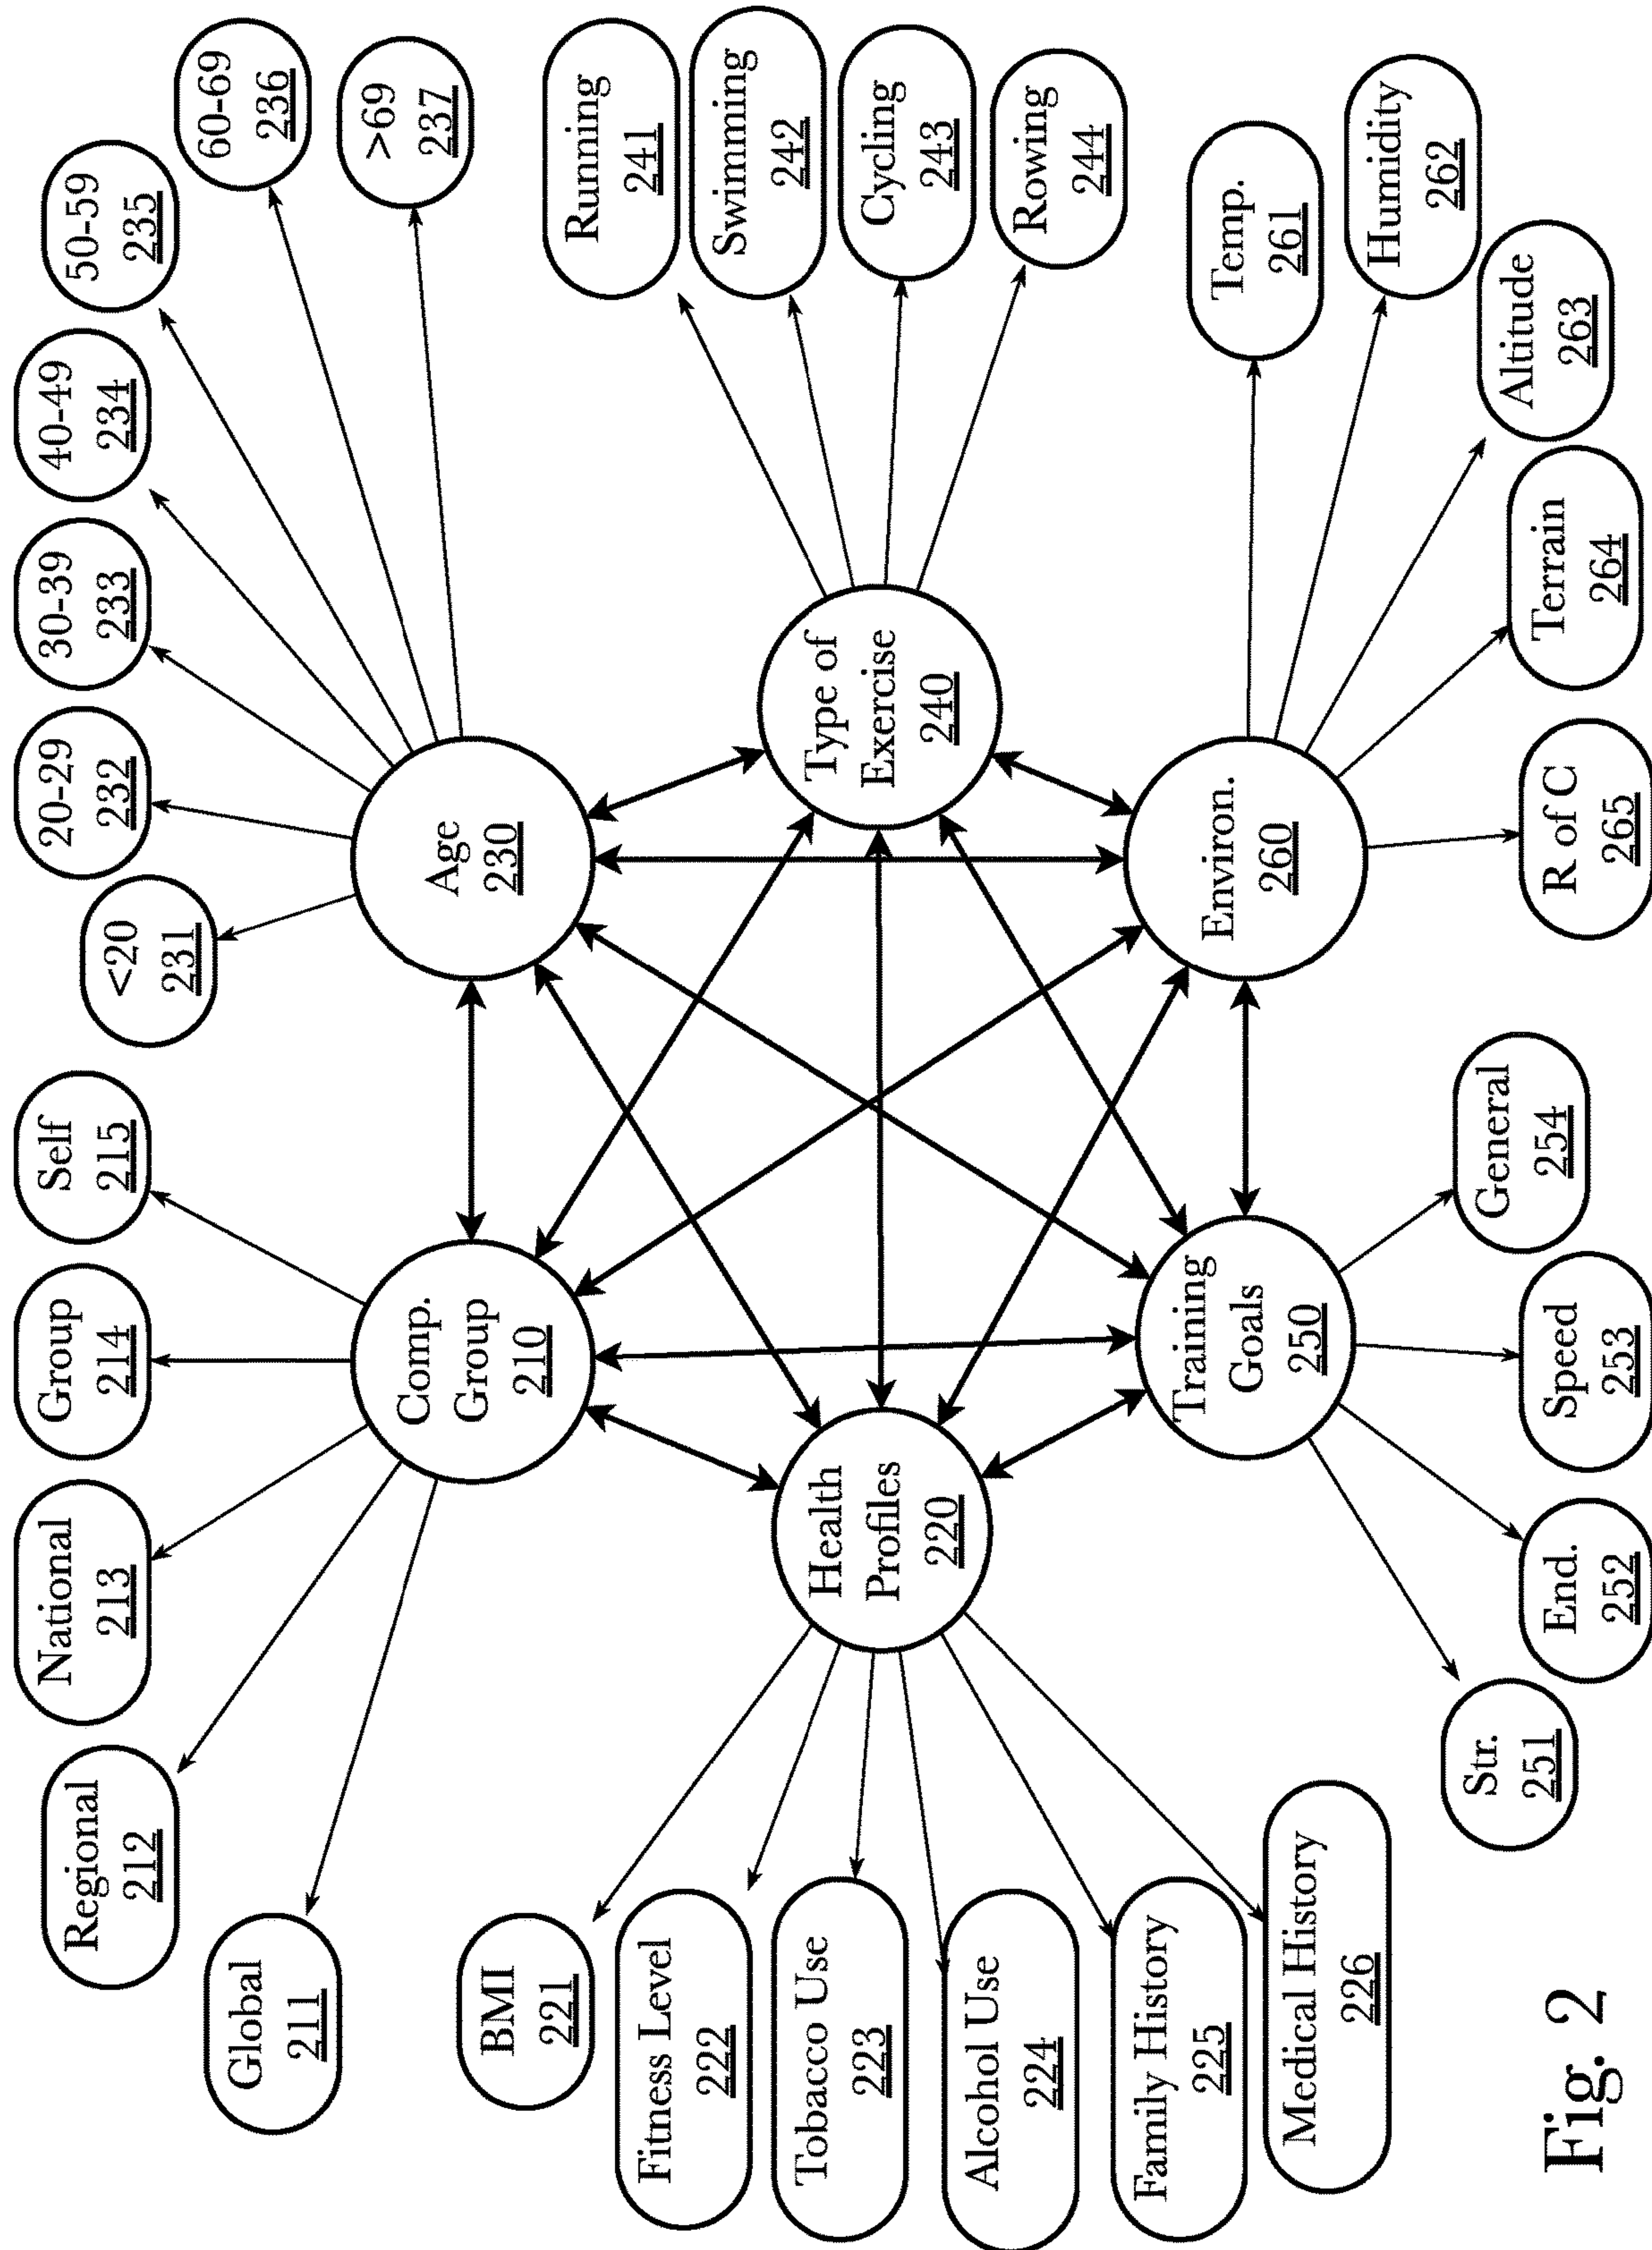 Regional
212
National
213
Group
214
Self
215
<20
231
20-29
232
30-39
233
40-49
234
50-59
235
60-69
236
>69
237
Global
211
Comp.
Group
210
Age
230
BMI
221
Fitness Level
222
Tobacco Use
223
Alcohol Use
224
Family History
225
Medical History
226
Health
Profiles
220
Type of
Exercise
240
Running
241
Swimming
242
Cycling
243
Rowing
244
Training
Goals
250
Environ.
260
Temp.
261
Humidity
262
Altitude
263
Terrain
264
R of C
265
General
254
Speed
253
End.
252
Str.
251
Fig. 2